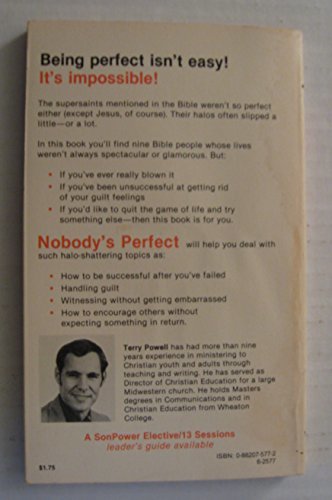 Being perfect isn't easy!
It's impossible!
The supersaints mentioned in the Bible weren't so perfect
either (except Jesus, of course). Their halos often slipped a
little—or a lot.
In this book you'll find nine Bible people whose lives
weren't always spectacular or glamorous. But:
• If you've ever really blown it
• If you've been unsuccessful at getting rid
of your guilt feelings
• If you'd like to quit the game of life and try
something else—then this book is for you.
Nobody's Perfect will help you deal with
such halo-shattering topics as:
• How to be successful after you've failed
• Handling guilt
• Witnessing without getting embarrassed
• How to encourage others without
expecting something in return.
Terry Powell has had more than nine
years experience in ministering to
Christian youth and adults through
teaching and writing. He has served as
Director of Christian Education for a large
Midwestern church. He holds Masters
degrees in Communications and in
Christian Education from Wheaton
College.
A SonPower Elective/13 Sessions
leader's guide available
ISBN: 0-88207-577-2
$1.75
6-2577